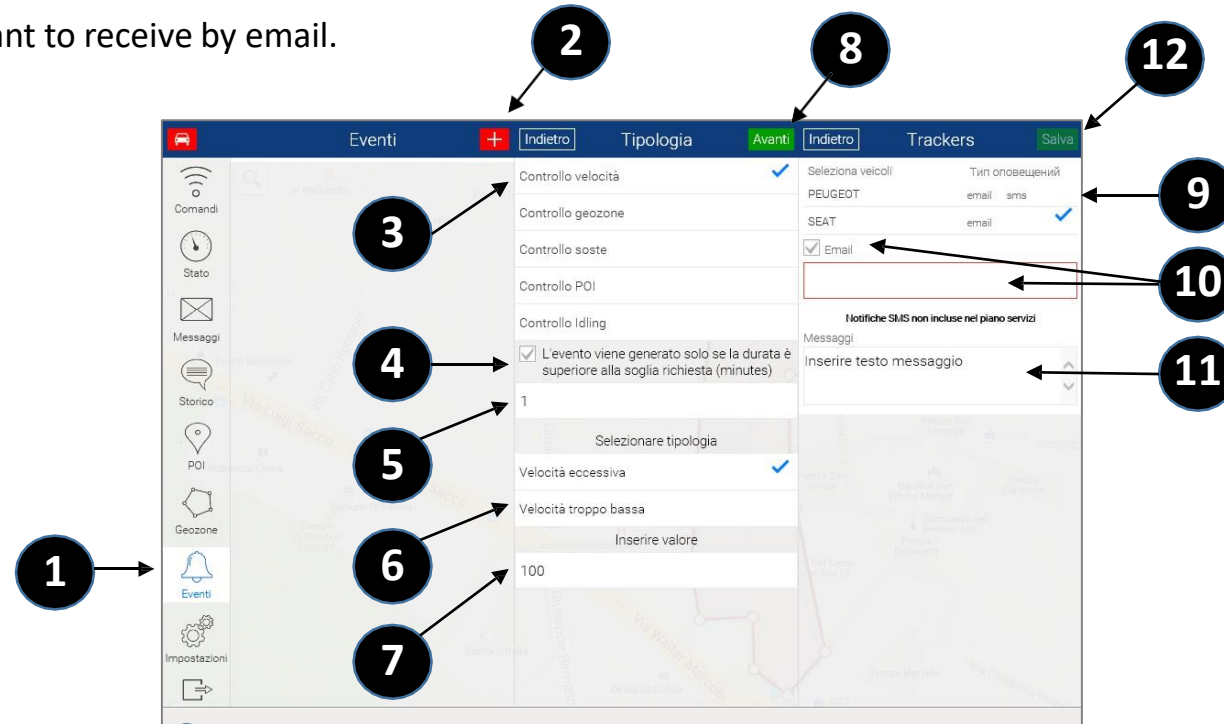 ant to receive by email.
2
8
12
Eventi
+
Indietro
Tipologia
Avanti
Indietro
Trackers
Salva
Comandi
Stato
Messaggi
Storico
POI
Geozone
Eventi
Impostazioni
Controllo velocità
Controllo geozone
Controllo soste
Controllo POI
Controllo Idling
L'evento viene generato solo se la durata è
superiore alla soglia richiesta (minutes)
1
Selezionare tipologia
Velocità eccessiva
Velocità troppo bassa
Inserire valore
100
Seleziona veicoli
Тип оповещений
PEUGEOT
email sms
SEAT
email
Email
Notifiche SMS non incluse nel piano servizi
Messaggi
Inserire testo messaggio
3
4
5
6
7
1
9
10
11
Via Luigi Sacco